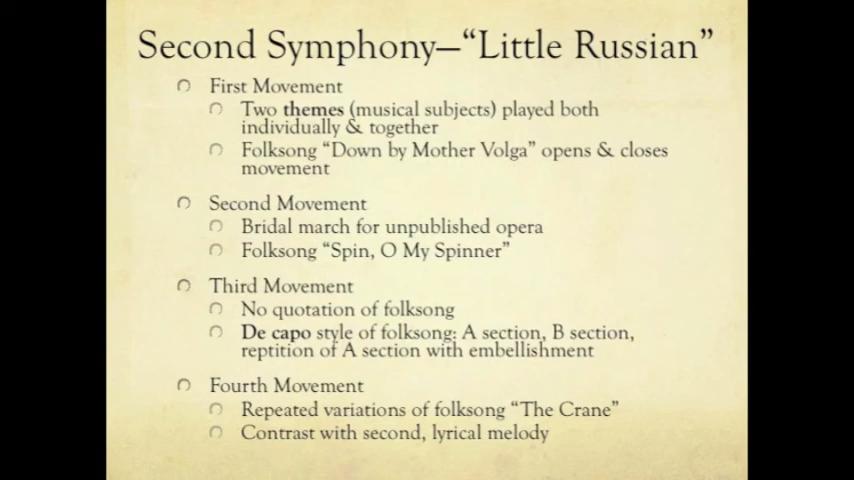 Second Symphony—“Little Russian”
First Movement
Two themes (musical subjects) played both
individually & together
Folksong “Down by Mother Volga” opens & closes
movement
Second Movement
Bridal march for unpublished opera
Folksong “Spin, O My Spinner”
Third Movement
No quotation of folksong
De capo style of folksong: A section, B section,
reptition of A section with embellishment
Fourth Movement
Repeated variations of folksong “The Crane”
Contrast with second, lyrical melody